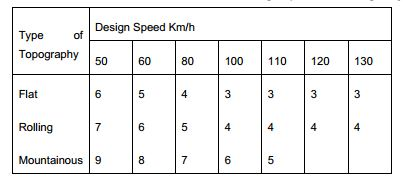 Type of Topography
Design Speed Km/h
50 60 80 100 110 120 130
Flat 6 5 4 3 3 3 3
Rolling 7 6 5 4 4 4 4
Mountainous 9 8 7 6 5